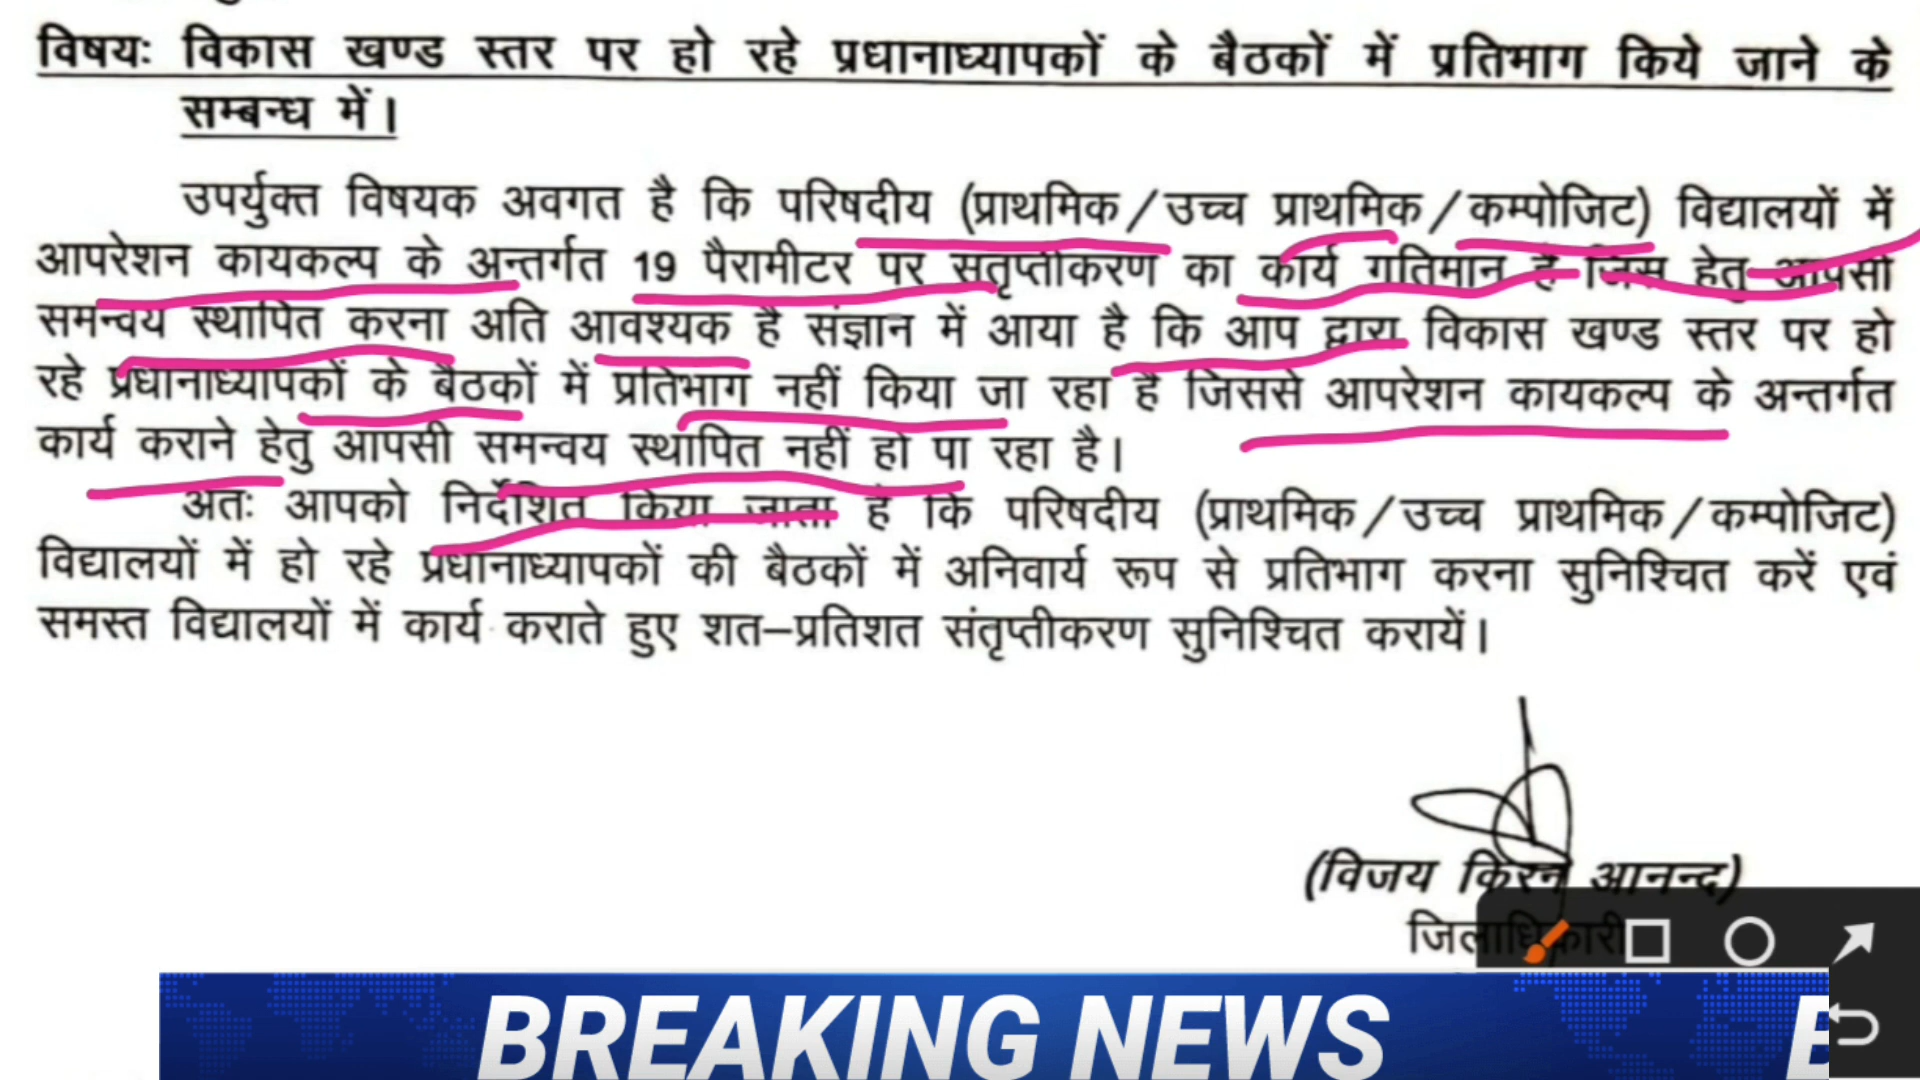 विषयः विकास खण्ड स्तर पर हो रहे प्रधानाध्यापकों के बैठकों में प्रतिभाग किये जाने के
सम्बन्ध में।
उपर्युक्त विषयक अवगत है कि परिषदीय (प्राथमिक/उच्च प्राथमिक/कम्पोजिट) विद्यालयों में
आपरेशन कायकल्प के अन्तर्गत 19 पैरामीटर पर संतृप्तीकरण का कार्य गतिमान है जिस हेतु आपसी
समन्वय स्थापित करना अति आवश्यक है संज्ञान में आया है कि आप द्वारा विकास खण्ड स्तर पर हो
रहे प्रधानाध्यापकों के बैठकों में प्रतिभाग नहीं किया जा रहा है जिससे आपरेशन कायकल्प के अन्तर्गत
कार्य कराने हेतु आपसी समन्वय स्थापित नहीं हो पा रहा है।
अतः आपको निर्देशित किया जाता है कि परिषदीय (प्राथमिक/उच्च प्राथमिक/कम्पोजिट)
विद्यालयों में हो रहे प्रधानाध्यापकों की बैठकों में अनिवार्य रूप से प्रतिभाग करना सुनिश्चित करें एवं
समस्त विद्यालयों में कार्य कराते हुए शत–प्रतिशत संतृप्तीकरण सुनिश्चित करायें।
(विजय किरन आनन्द)
जिलाधिकारी
BREAKING NEWS